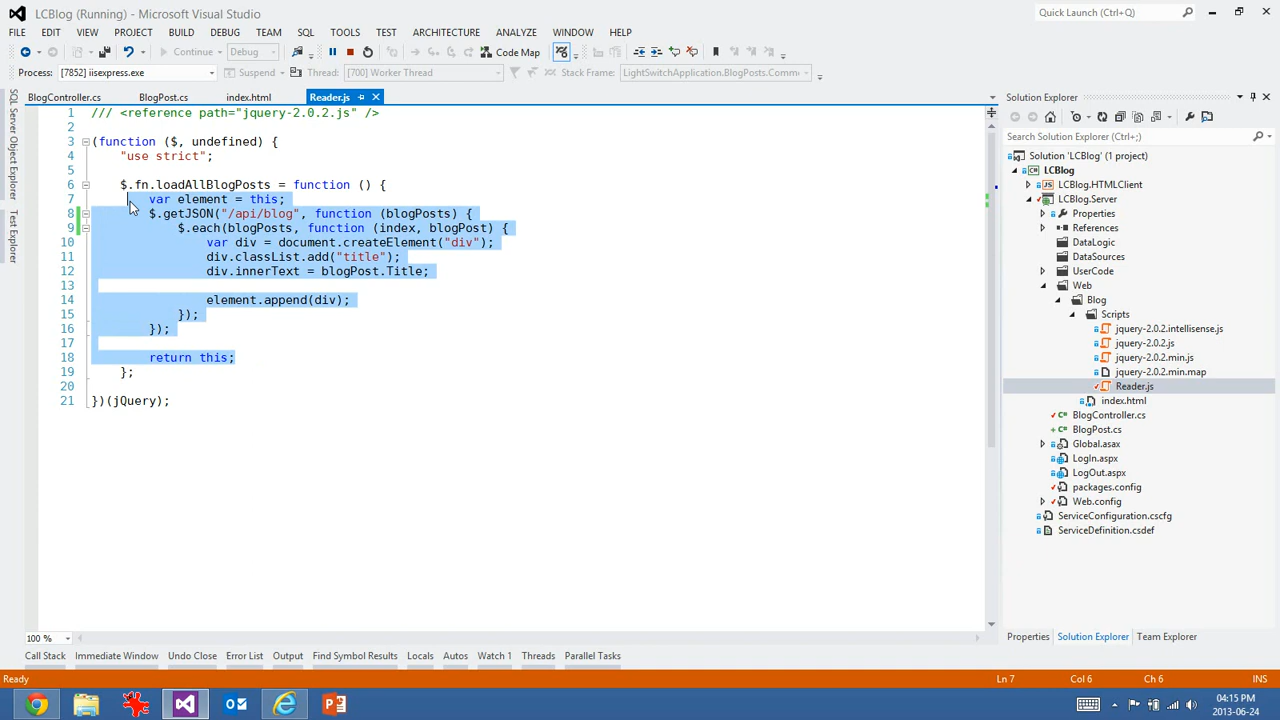 LCBlog (Running) - Microsoft Visual Studio
Quick Launch (Ctrl+Q)
FILE EDIT VIEW PROJECT BUILD DEBUG TEAM SQL TOOLS TEST ARCHITECTURE ANALYZE WINDOW HELP
Continue Debug Code Map
Process: [7852] iisexpress.exe Suspend Thread: [700] Worker Thread Stack Frame: LightSwitchApplication.BlogPosts.Comm
BlogController.cs BlogPost.cs index.html Reader.js
SQL Server Object Explorer
Test Explorer
1 /// <reference path="jquery-2.0.2.js" />
2
3 (function ($, undefined) {
4 "use strict";
5
6 $.fn.loadAllBlogPosts = function () {
7 var element = this;
8 $.getJSON("/api/blog", function (blogPosts) {
9 $.each(blogPosts, function (index, blogPost) {
10 var div = document.createElement("div");
11 div.classList.add("title");
12 div.innerText = blogPost.Title;
13
14 element.append(div);
15 });
16 });
17
18 return this;
19 };
20
21 })(jQuery);
100 %
Solution Explorer
Search Solution Explorer (Ctrl+;)
Solution 'LCBlog' (1 project)
LCBlog
LCBlog.HTMLClient
LCBlog.Server
Properties
References
DataLogic
DataSources
UserCode
Web
Blog
Scripts
jquery-2.0.2.intellisense.js
jquery-2.0.2.js
jquery-2.0.2.min.js
jquery-2.0.2.min.map
Reader.js
index.html
BlogController.cs
BlogPost.cs
Global.asax
LogIn.aspx
LogOut.aspx
packages.config
Web.config
ServiceConfiguration.cscfg
ServiceDefinition.csdef
Properties Solution Explorer Team Explorer
Call Stack Immediate Window Undo Close Error List Output Find Symbol Results Locals Autos Watch 1 Threads Parallel Tasks
Ready Ln 7 Col 6 Ch 6 INS
04:15 PM
2013-06-24